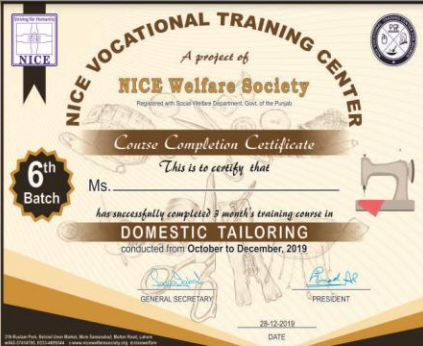 Striving for Humanity
NICE
NICE VOCATIONAL TRAINING CENTER
A project of
NICE Welfare Society
Registered with Social Welfare Department, Govt. of the Punjab
Course Completion Certificate
This is to certify that
6th
Batch
Ms.
has successfully completed 3 month's training course in
DOMESTIC TAILORING
conducted from October to December, 2019
GENERAL SECRETARY
PRESIDENT
28-12-2019
DATE